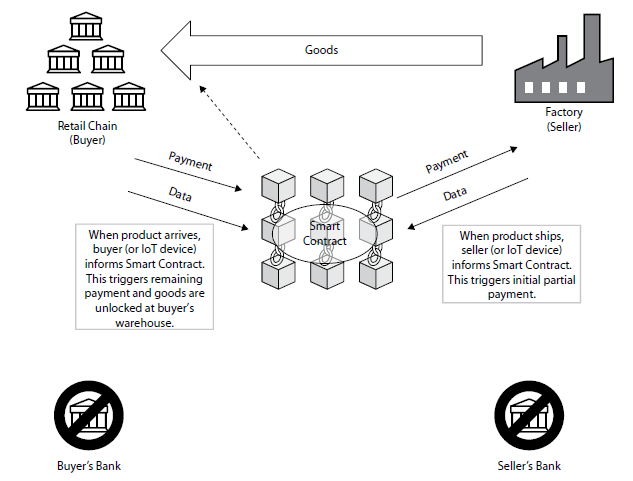 Goods
Retail Chain
(Buyer)
Factory
(Seller)
Payment
Data
Payment
Data
Smart
Contract
When product arrives,
buyer (or IoT device)
informs Smart Contract.
This triggers remaining
payment and goods are
unlocked at buyer's
warehouse.
When product ships,
seller (or IoT device)
informs Smart Contract.
This triggers initial partial
payment.
Buyer's Bank
Seller's Bank